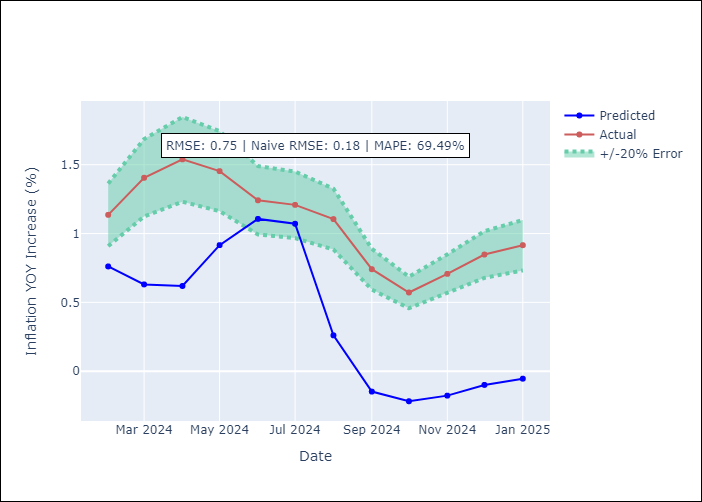 RMSE: 0.75 | Naive RMSE: 0.18 | MAPE: 69.49%
Predicted
Actual
+/-20% Error
Inflation YOY Increase (%)
1.5
1
0.5
0
Mar 2024
May 2024
Jul 2024
Sep 2024
Nov 2024
Jan 2025
Date